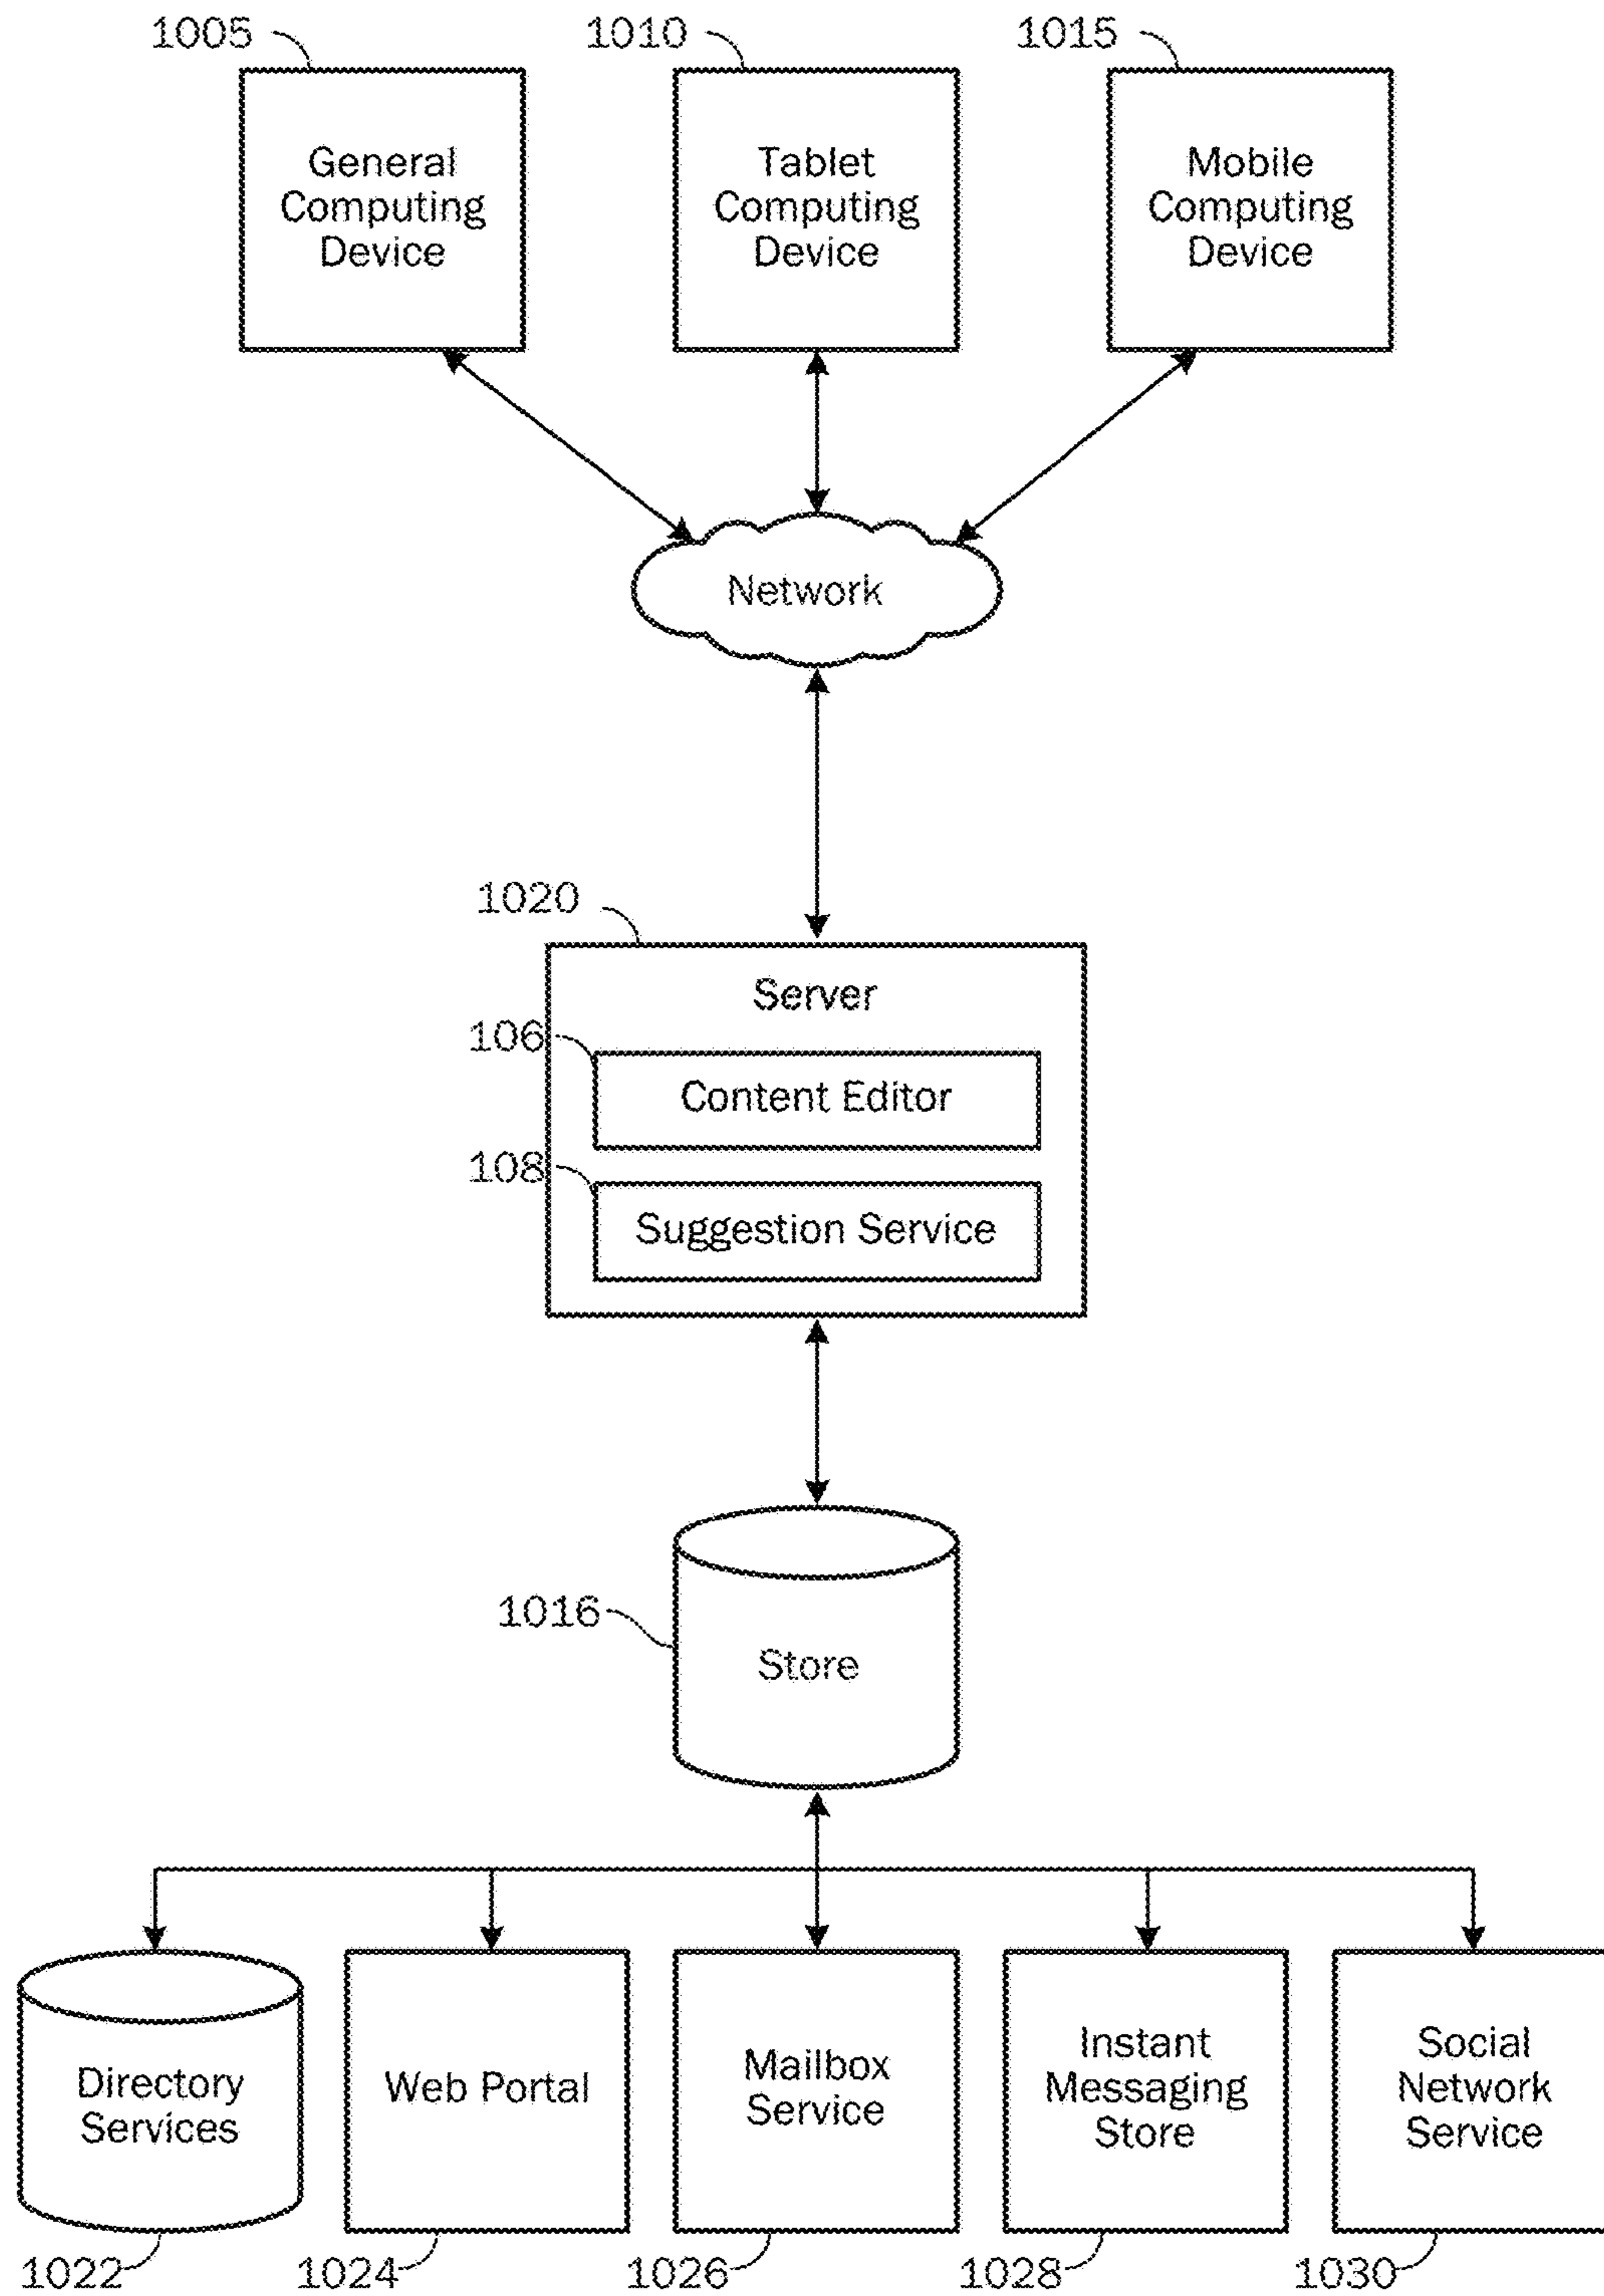 1005
1010
1015
General
Computing
Device
Tablet
Computing
Device
Mobile
Computing
Device
Network
1020
Server
106
Content Editor
108
Suggestion Service
1016
Store
Directory
Services
Web Portal
Mailbox
Service
Instant
Messaging
Store
Social
Network
Service
1022
1024
1026
1028
1030